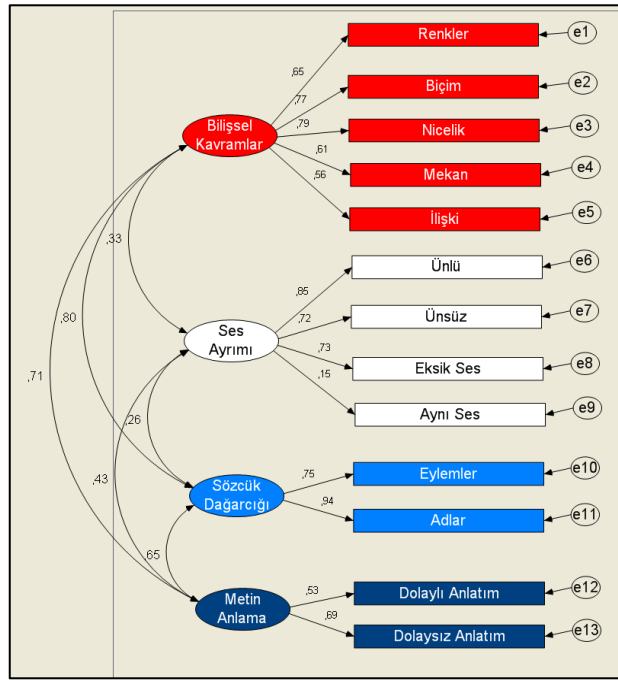 Renkler
e1
,65
Biçim
e2
,77
Bilişsel
Kavramlar
,79
Nicelik
e3
,61
Mekan
e4
,56
İlişki
e5
,33
Ünlü
e6
,85
Ünsüz
e7
,72
Ses
Ayrımı
,73
Eksik Ses
e8
,15
Aynı Ses
e9
,80
,71
,26
,43
Eylemler
e10
,75
Sözcük
Dağarcığı
,94
Adlar
e11
,65
Metin
Anlama
,53
Dolaylı Anlatım
e12
,69
Dolaysız Anlatım
e13